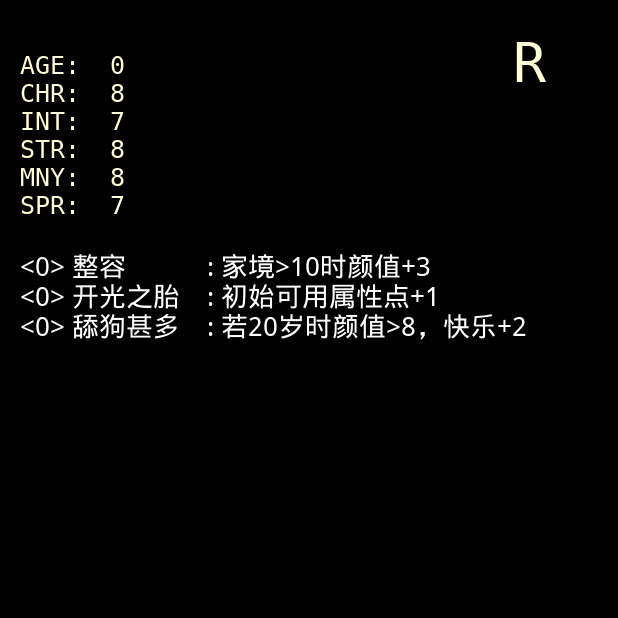 R
AGE: 0
CHR: 8
INT: 7
STR: 8
MNY: 8
SPR: 7
<0> 整容 : 家境>10时颜值+3
<0> 开光之胎 : 初始可用属性点+1
<0> 舔狗甚多 : 若20岁时颜值>8，快乐+2